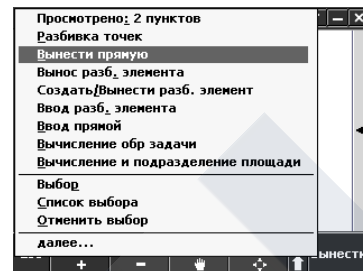 Просмотрено: 2 пунктов
Разбивка точек
Вынести прямую
Вынос разб. элемента
Создать/Вынести разб. элемент
Ввод разб. элемента
Ввод прямой
Вычисление обр задачи
Вычисление и подразделение площади
Выбор
Список выбора
Отменить выбор
далее...